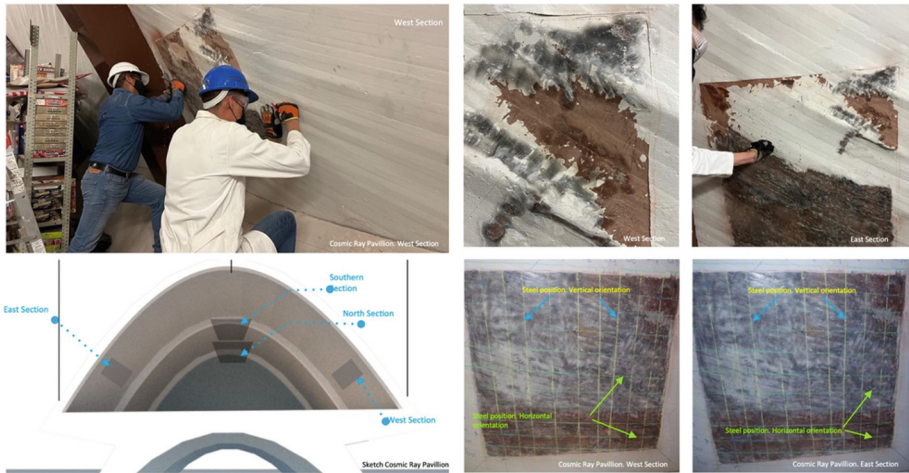 West Section
Cosmic Ray Pavillion. West Section
West Section
East Section
Southern
Section
North Section
East Section
West Section
Sketch Cosmic Ray Pavillion
Steel position. Vertical orientation
Steel position. Horizontal
orientation
Cosmic Ray Pavillion. West Section
Steel position. Vertical orientation
Steel position. Horizontal orientation
Cosmic Ray Pavillion. East Section